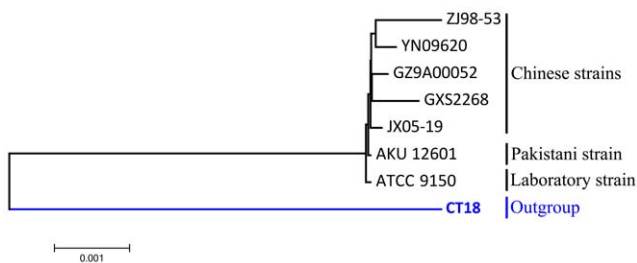 ZJ98-53
YN09620
GZ9A00052
Chinese strains
GXS2268
JX05-19
AKU 12601
Pakistani strain
ATCC 9150
Laboratory strain
CT18
Outgroup
0.001